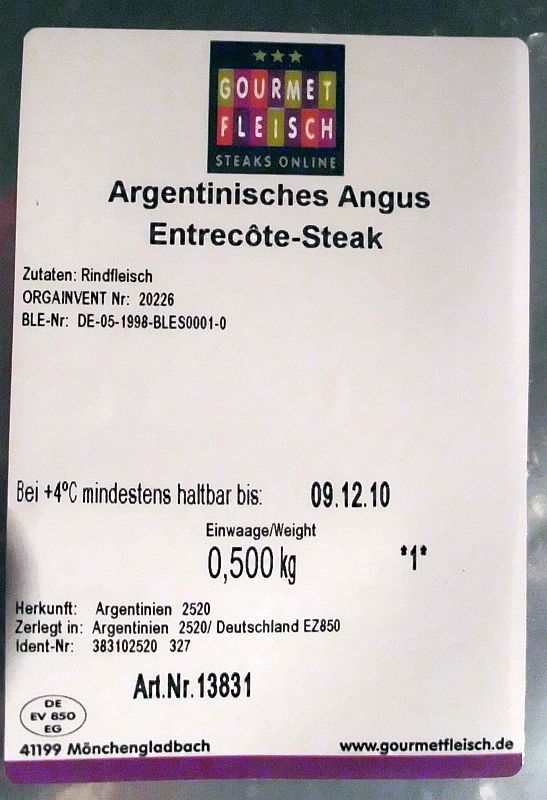 GOURMET
FLEISCH
STEAKS ONLINE
Argentinisches Angus
Entrecôte-Steak
Zutaten: Rindfleisch
ORGAINVENT Nr: 20226
BLE-Nr: DE-05-1998-BLES0001-0
Bei +4°C mindestens haltbar bis: 09.12.10
Einwaage/Weight
0,500 kg *1*
Herkunft: Argentinien 2520
Zerlegt in: Argentinien 2520/ Deutschland EZ850
Ident-Nr: 383102520 327
Art.Nr.13831
DE
EV 850
EG
41199 Mönchengladbach www.gourmetfleisch.de